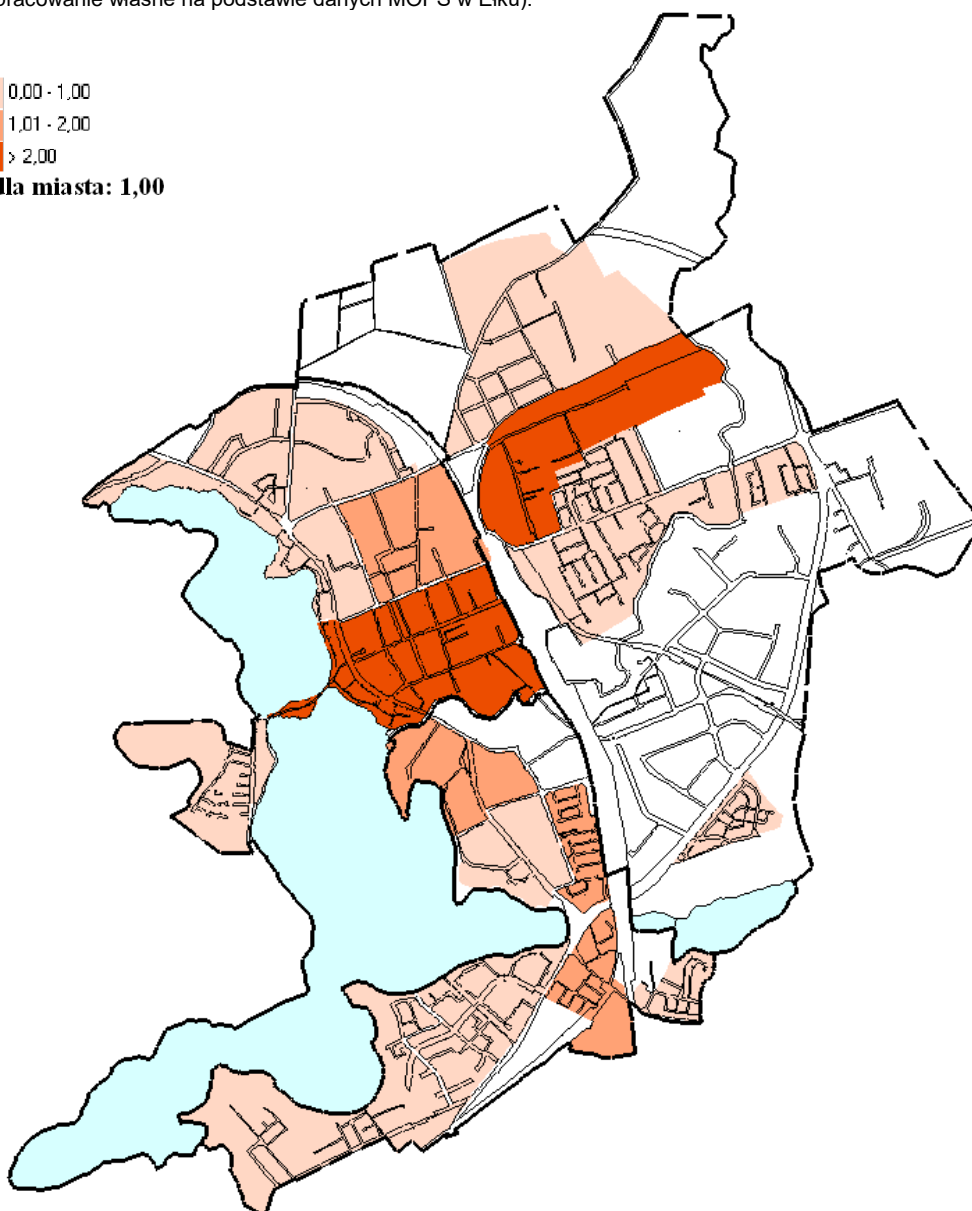 opracowanie własne na podstawie danych MOPS w Ełku).
0,00 - 1,00
1,01 - 2,00
> 2,00
dla miasta: 1,00